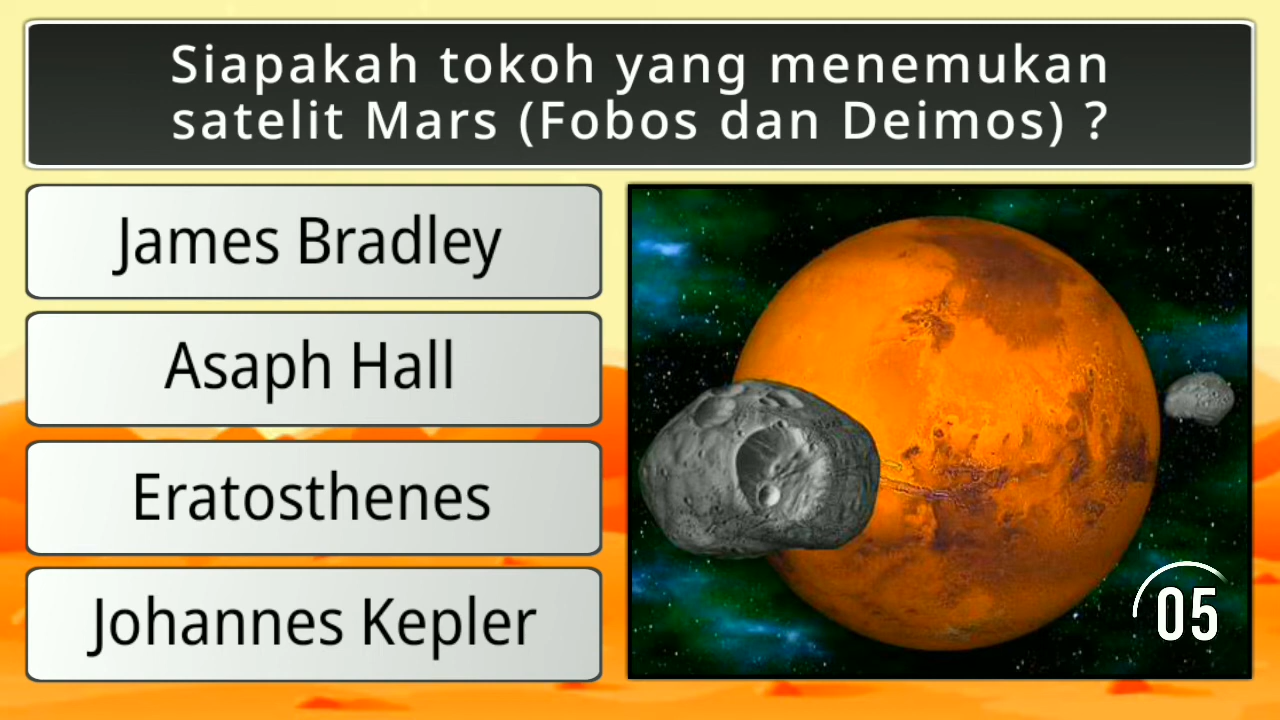 Siapakah tokoh yang menemukan
satelit Mars (Fobos dan Deimos) ?
James Bradley
Asaph Hall
Eratosthenes
Johannes Kepler
05